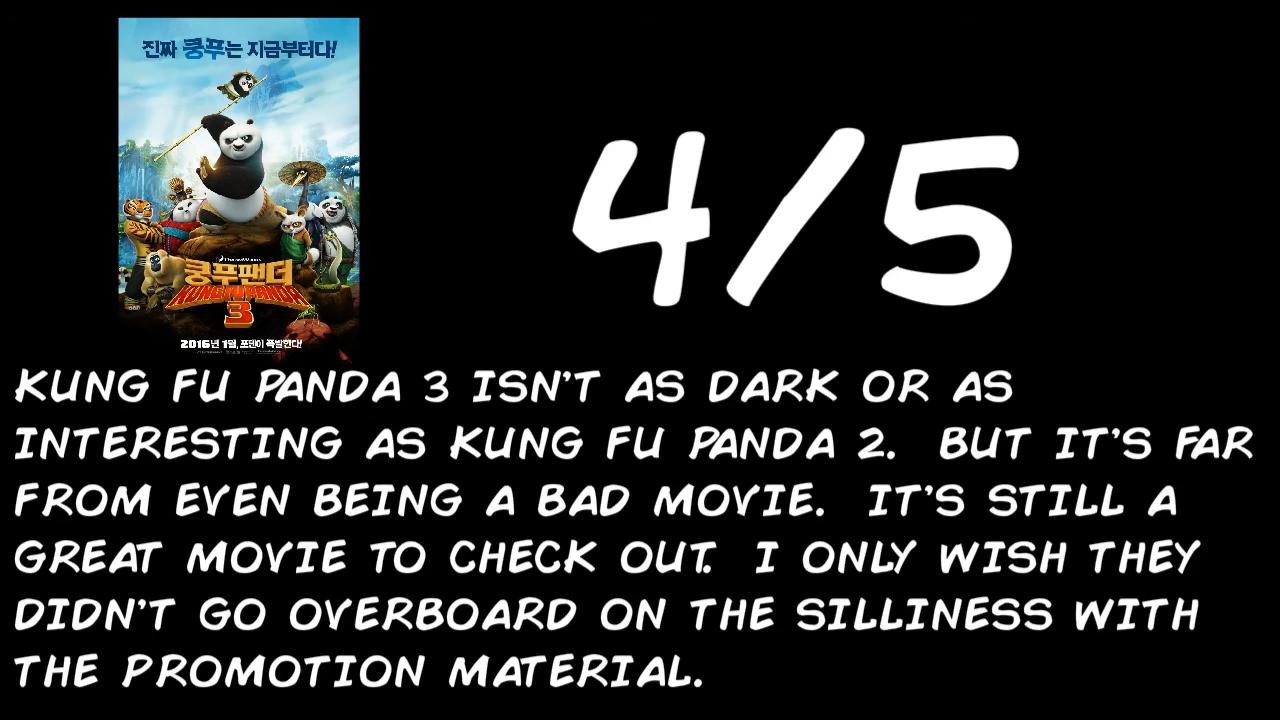 진짜 쿵푸는 지금부터다!
4/5
DREAMWORKS
쿵푸팬더
KUNG FU PANDA
3
2016년 1월, 포텐이 폭발한다!
KUNG FU PANDA 3 ISN'T AS DARK OR AS
INTERESTING AS KUNG FU PANDA 2. BUT IT'S FAR
FROM EVEN BEING A BAD MOVIE. IT'S STILL A
GREAT MOVIE TO CHECK OUT. I ONLY WISH THEY
DIDN'T GO OVERBOARD ON THE SILLINESS WITH
THE PROMOTION MATERIAL.